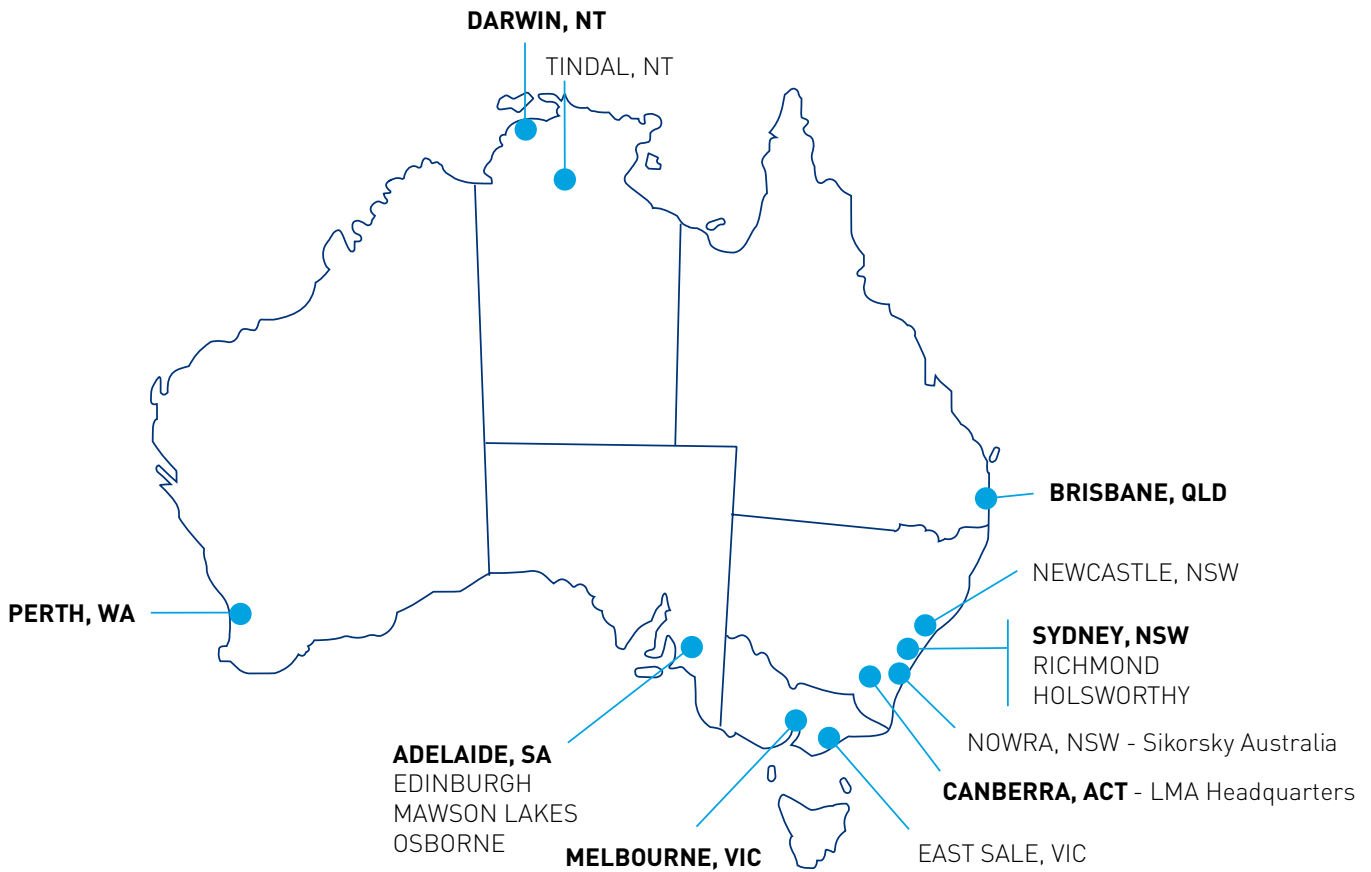 DARWIN, NT
TINDAL, NT
BRISBANE, QLD
NEWCASTLE, NSW
PERTH, WA
SYDNEY, NSW
RICHMOND
HOLSWORTHY
NOWRA, NSW - Sikorsky Australia
ADELAIDE, SA
EDINBURGH
MAWSON LAKES
OSBORNE
CANBERRA, ACT - LMA Headquarters
MELBOURNE, VIC
EAST SALE, VIC